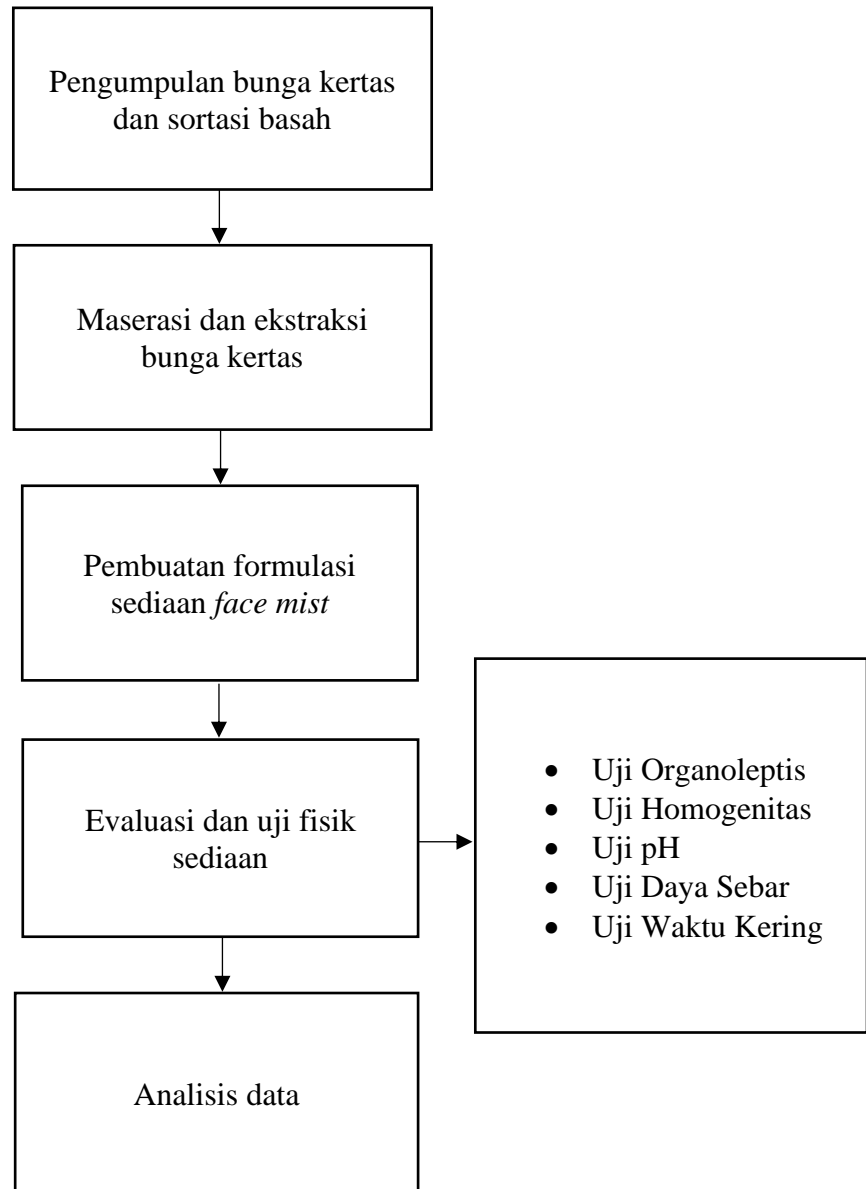 Pengumpulan bunga kertas
dan sortasi basah
Maserasi dan ekstraksi
bunga kertas
Pembuatan formulasi
sediaan face mist
Evaluasi dan uji fisik
sediaan
• Uji Organoleptis
• Uji Homogenitas
• Uji pH
• Uji Daya Sebar
• Uji Waktu Kering
Analisis data